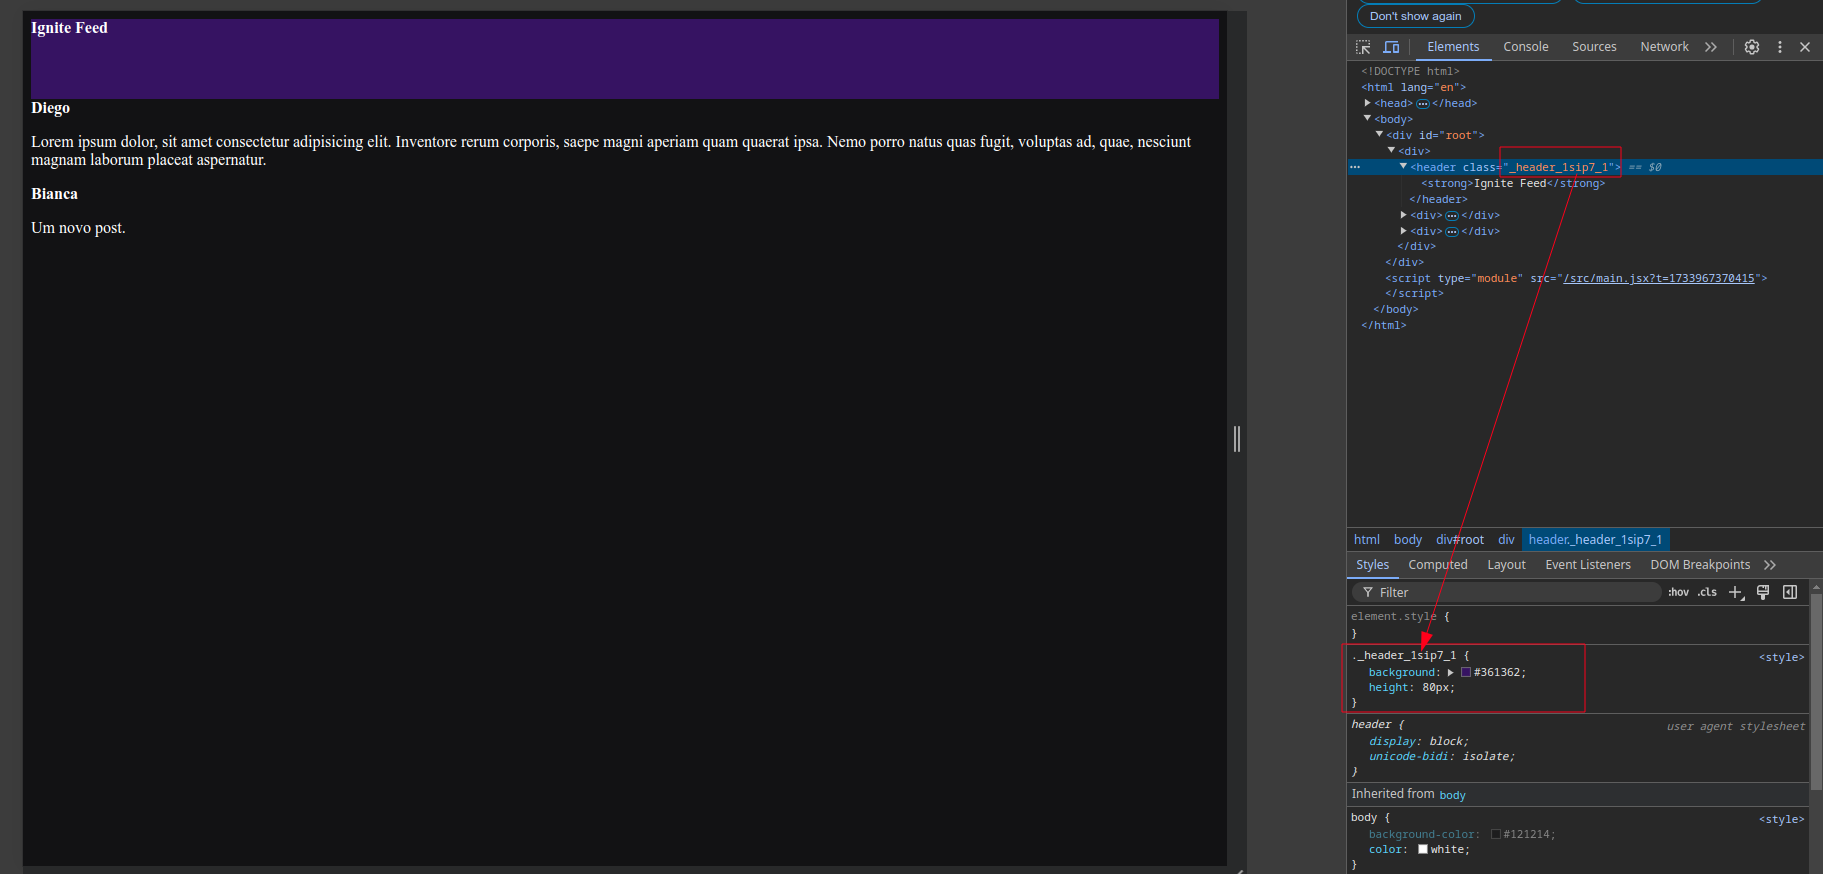 Ignite Feed
Diego
Lorem ipsum dolor, sit amet consectetur adipisicing elit. Inventore rerum corporis, saepe magni aperiam quam quaerat ipsa. Nemo porro natus quas fugit, voluptas ad, quae, nesciunt
magnam laborum placeat aspernatur.
Bianca
Um novo post.
Don't show again
Elements Console Sources Network
<!DOCTYPE html>
<html lang="en">
<head> </head>
<body>
<div id="root">
<div>
<header class="_header_1sip7_1"> == $0
<strong>Ignite Feed</strong>
</header>
<div> </div>
<div> </div>
</div>
</div>
<script type="module" src="/src/main.jsx?t=1733967370415">
</script>
</body>
</html>
html body div#root div header._header_1sip7_1
Styles Computed Layout Event Listeners DOM Breakpoints
Filter :hov .cls
element.style {
}
._header_1sip7_1 { <style>
background: #361362;
height: 80px;
}
header { user agent stylesheet
display: block;
unicode-bidi: isolate;
}
Inherited from body
body { <style>
background-color: #121214;
color: white;
}